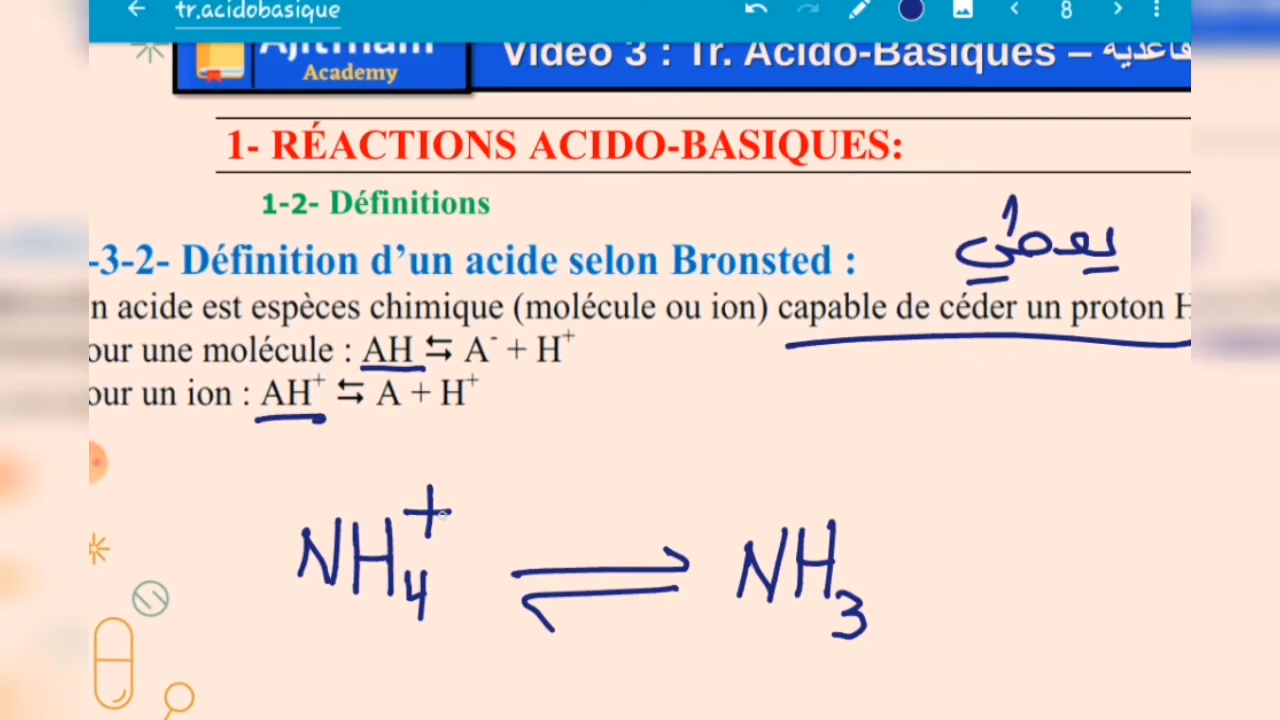 tr.acidobasique
8
Academy
Vidéo 3 : Tr. Acido-Basiques –
1- RÉACTIONS ACIDO-BASIQUES:
1-2- Définitions
-3-2- Définition d’un acide selon Bronsted :
يعطي
n acide est espèces chimique (molécule ou ion) capable de céder un proton H
our une molécule : AH ⇆ A⁻ + H⁺
our un ion : AH⁺ ⇆ A + H⁺
NH₄⁺ ⇌ NH₃